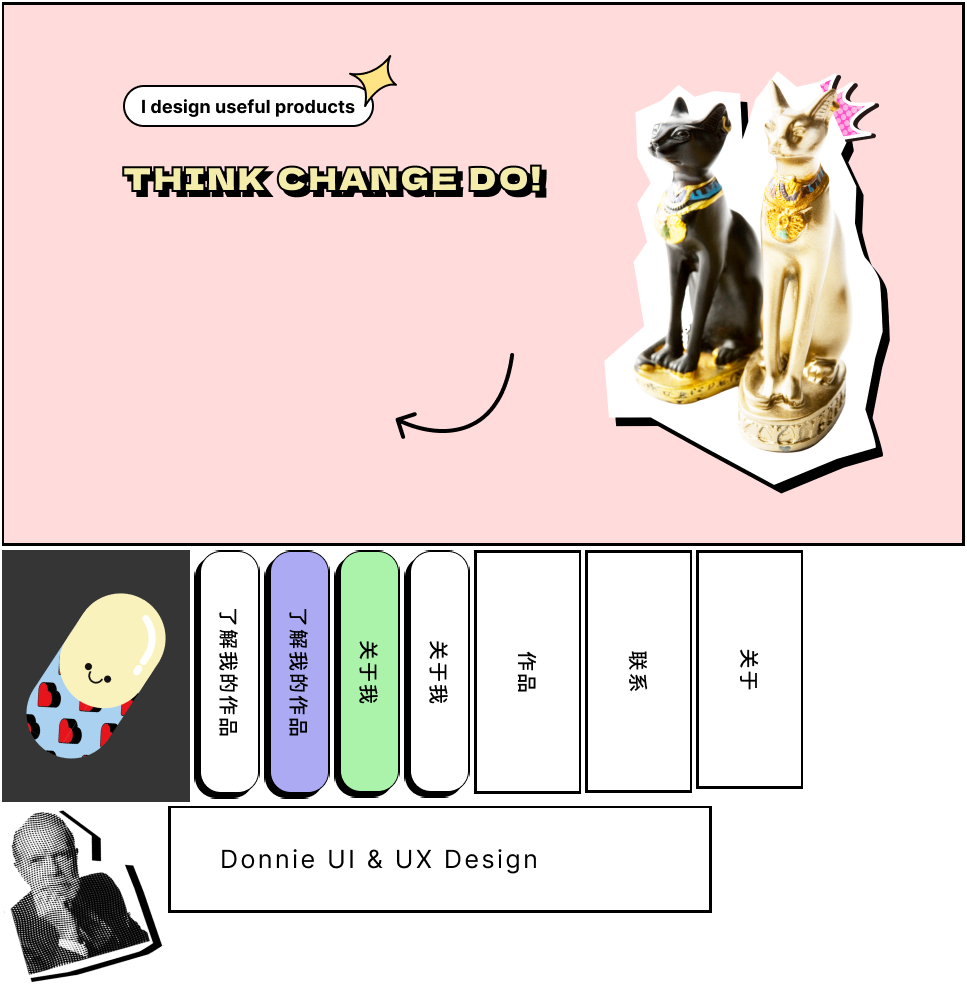 I design useful products
THINK CHANGE DO!
了解我的作品
了解我的作品
关于我
关于我
作品
联系
关于
Donnie UI & UX Design